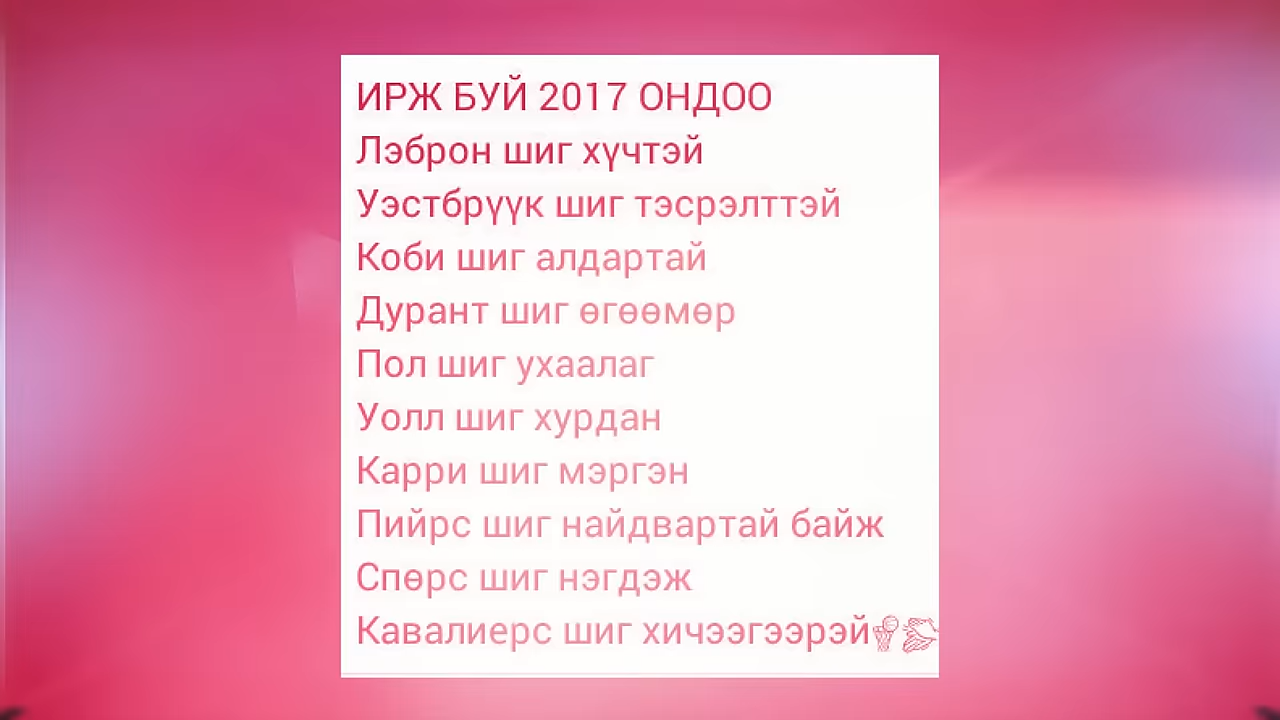 ИРЖ БУЙ 2017 ОНДОО
Лэброн шиг хүчтэй
Уэстбрүүк шиг тэсрэлттэй
Коби шиг алдартай
Дурант шиг өгөөмөр
Пол шиг ухаалаг
Уолл шиг хурдан
Карри шиг мэргэн
Пийрс шиг найдвартай байж
Спөрс шиг нэгдэж
Кавалиерс шиг хичээгээрэй